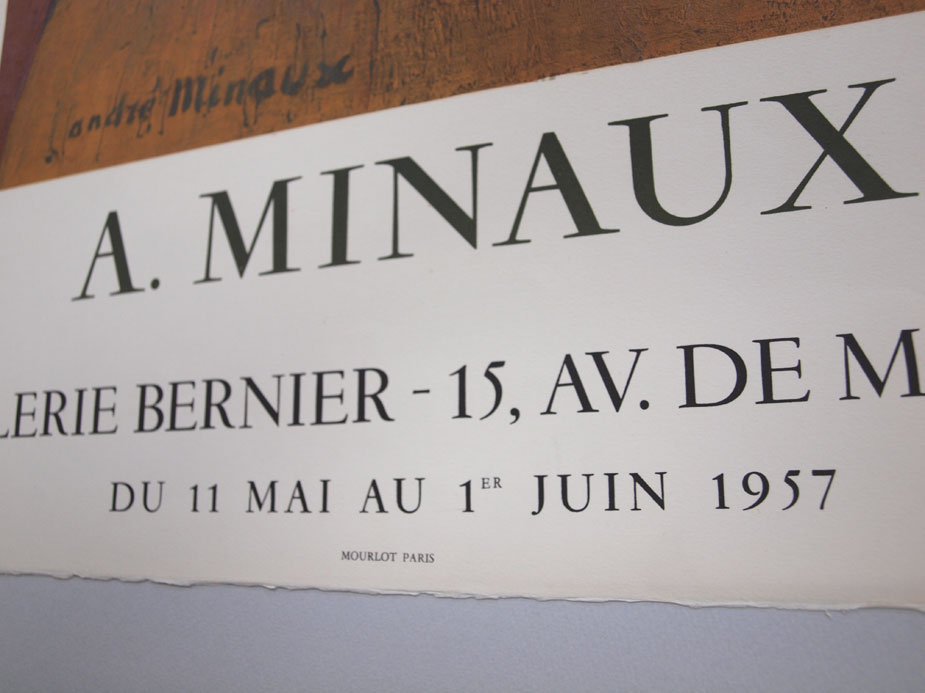 andré Minaux
A. MINAUX
LERIE BERNIER - 15, AV. DE M
DU 11 MAI AU 1ER JUIN 1957
MOURLOT PARIS